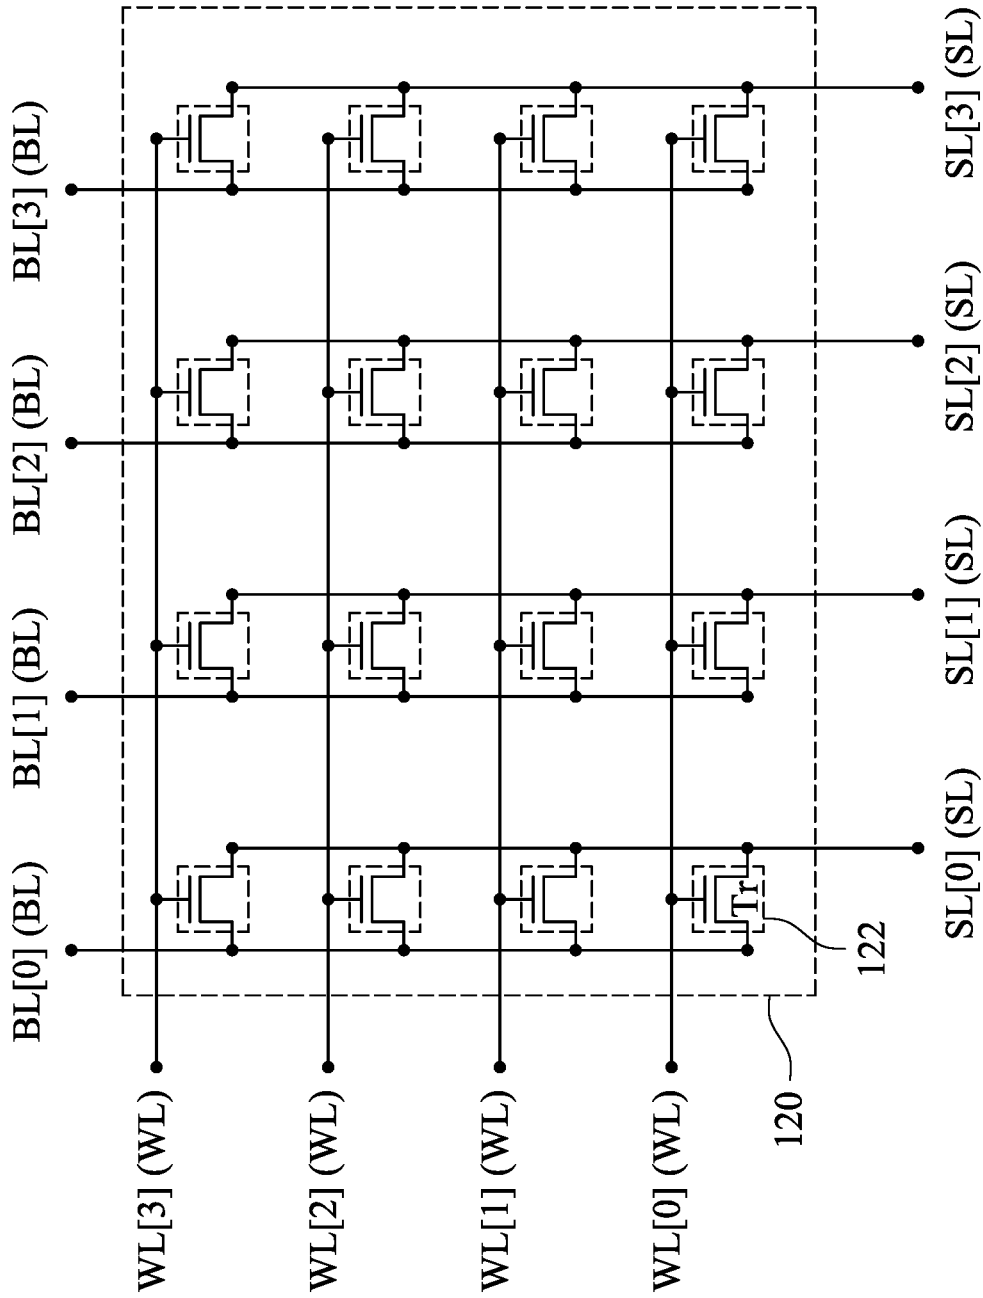 BL[0] (BL)
BL[1] (BL)
BL[2] (BL)
BL[3] (BL)
WL[3] (WL)
WL[2] (WL)
WL[1] (WL)
WL[0] (WL)
Tr
122
120
SL[0] (SL)
SL[1] (SL)
SL[2] (SL)
SL[3] (SL)